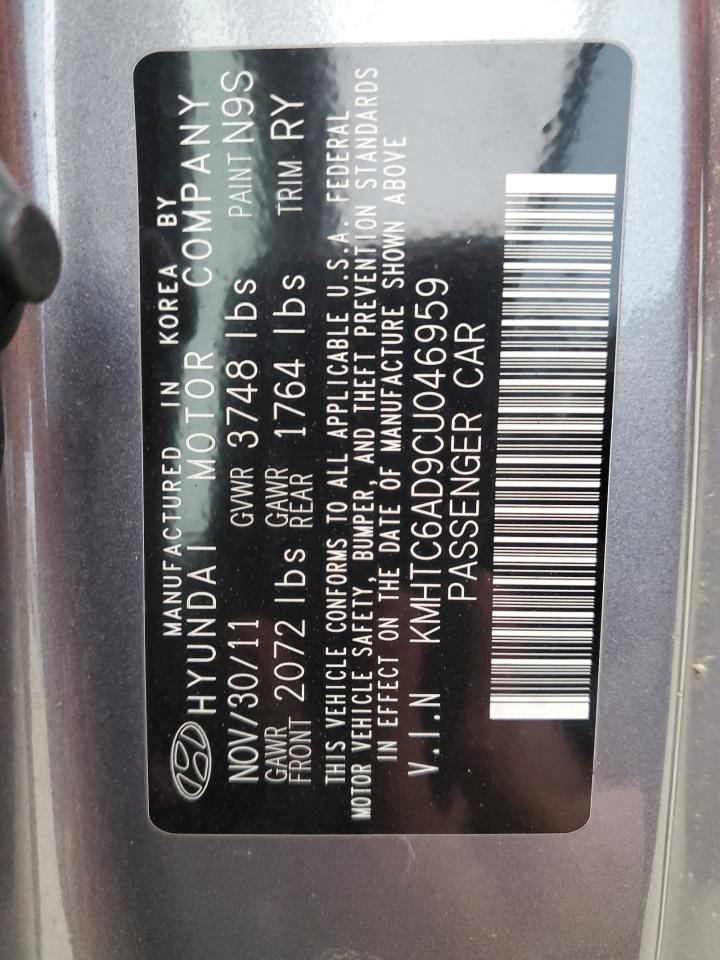 MANUFACTURED IN KOREA BY
HYUNDAI MOTOR COMPANY
NOV/30/11 GVWR 3748 lbs PAINT N9S
GAWR FRONT 2072 lbs GAWR REAR 1764 lbs TRIM RY
THIS VEHICLE CONFORMS TO ALL APPLICABLE U.S.A. FEDERAL
MOTOR VEHICLE SAFETY, BUMPER, AND THEFT PREVENTION STANDARDS
IN EFFECT ON THE DATE OF MANUFACTURE SHOWN ABOVE
V.I.N KMHTC6AD9CU046959
PASSENGER CAR